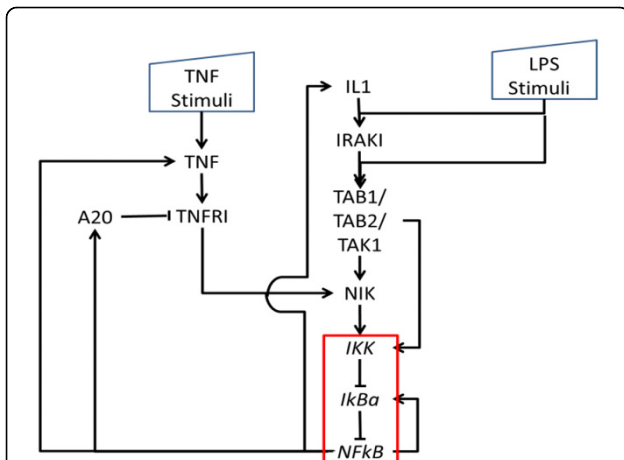 TNF
Stimuli
LPS
Stimuli
IL1
IRAKI
TNF
TAB1/
TAB2/
TAK1
A20
TNFRI
NIK
IKK
IkBa
NFkB